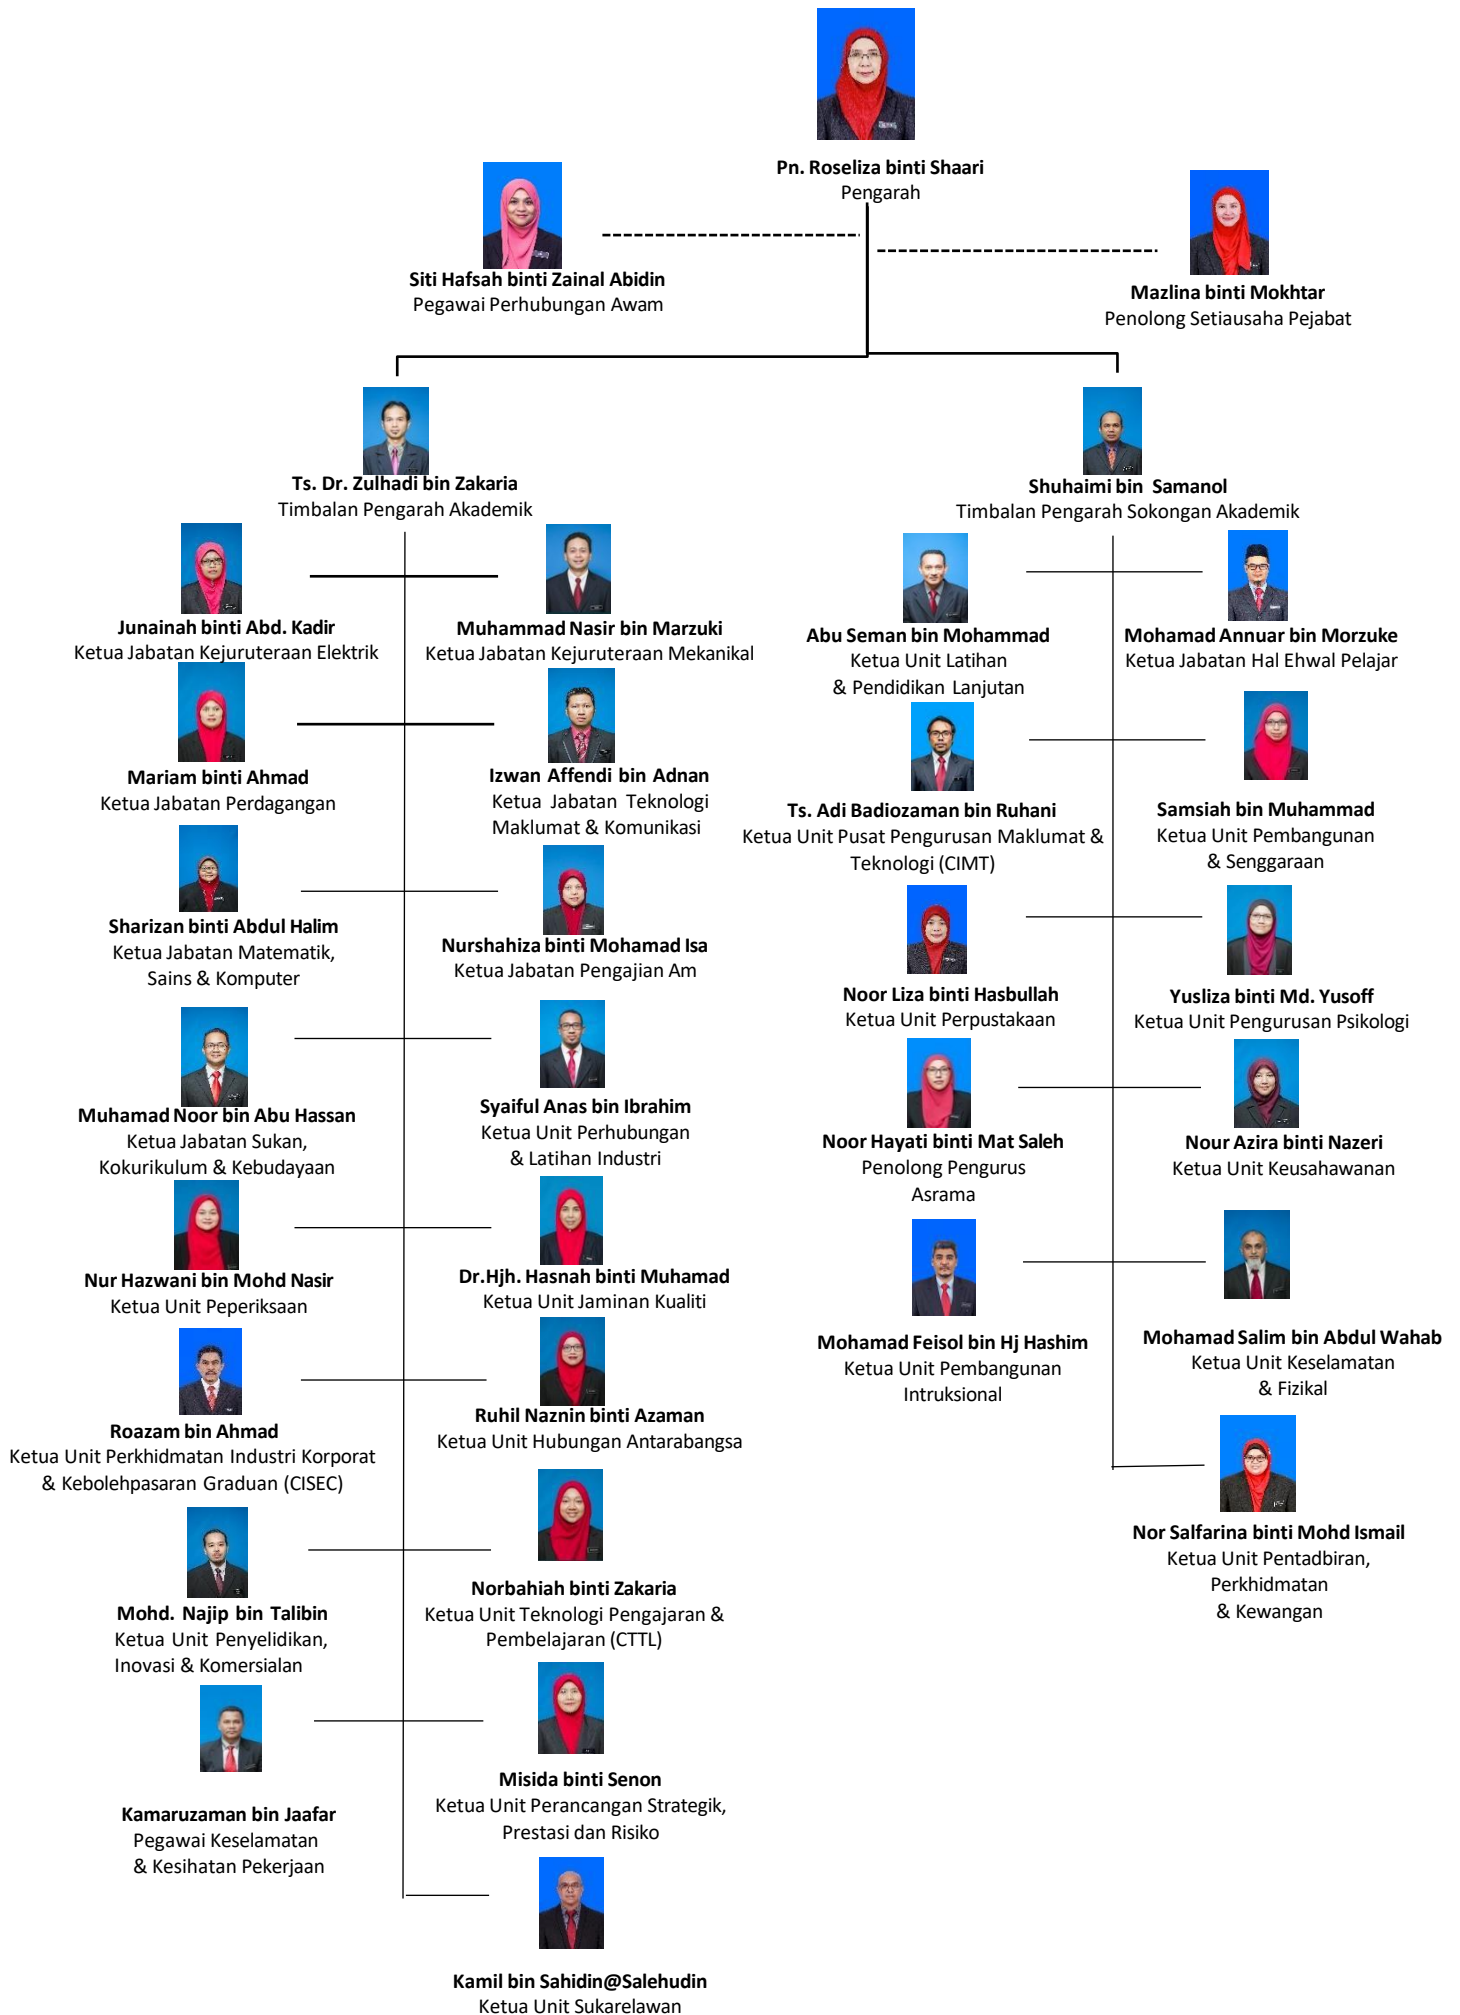 Pn. Roseliza binti Shaari
Pengarah
Siti Hafsah binti Zainal Abidin
Pegawai Perhubungan Awam
Mazlina binti Mokhtar
Penolong Setiausaha Pejabat
Ts. Dr. Zulhadi bin Zakaria
Timbalan Pengarah Akademik
Junainah binti Abd. Kadir
Ketua Jabatan Kejuruteraan Elektrik
Muhammad Nasir bin Marzuki
Ketua Jabatan Kejuruteraan Mekanikal
Mariam binti Ahmad
Ketua Jabatan Perdagangan
Izwan Affendi bin Adnan
Ketua Jabatan Teknologi
Maklumat & Komunikasi
Sharizan binti Abdul Halim
Ketua Jabatan Matematik,
Sains & Komputer
Nurshahiza binti Mohamad Isa
Ketua Jabatan Pengajian Am
Muhamad Noor bin Abu Hassan
Ketua Jabatan Sukan,
Kokurikulum & Kebudayaan
Syaiful Anas bin Ibrahim
Ketua Unit Perhubungan
& Latihan Industri
Nur Hazwani bin Mohd Nasir
Ketua Unit Peperiksaan
Dr.Hjh. Hasnah binti Muhamad
Ketua Unit Jaminan Kualiti
Roazam bin Ahmad
Ketua Unit Perkhidmatan Industri Korporat
& Kebolehpasaran Graduan (CISEC)
Ruhil Naznin binti Azaman
Ketua Unit Hubungan Antarabangsa
Mohd. Najip bin Talibin
Ketua Unit Penyelidikan,
Inovasi & Komersialan
Norbahiah binti Zakaria
Ketua Unit Teknologi Pengajaran &
Pembelajaran (CTTL)
Kamaruzaman bin Jaafar
Pegawai Keselamatan
& Kesihatan Pekerjaan
Misida binti Senon
Ketua Unit Perancangan Strategik,
Prestasi dan Risiko
Kamil bin Sahidin@Salehudin
Ketua Unit Sukarelawan
Shuhaimi bin Samanol
Timbalan Pengarah Sokongan Akademik
Abu Seman bin Mohammad
Ketua Unit Latihan
& Pendidikan Lanjutan
Mohamad Annuar bin Morzuke
Ketua Jabatan Hal Ehwal Pelajar
Ts. Adi Badiozaman bin Ruhani
Ketua Unit Pusat Pengurusan Maklumat &
Teknologi (CIMT)
Samsiah bin Muhammad
Ketua Unit Pembangunan
& Senggaraan
Noor Liza binti Hasbullah
Ketua Unit Perpustakaan
Yusliza binti Md. Yusoff
Ketua Unit Pengurusan Psikologi
Noor Hayati binti Mat Saleh
Penolong Pengurus
Asrama
Nour Azira binti Nazeri
Ketua Unit Keusahawanan
Mohamad Feisol bin Hj Hashim
Ketua Unit Pembangunan
Intruksional
Mohamad Salim bin Abdul Wahab
Ketua Unit Keselamatan
& Fizikal
Nor Salfarina binti Mohd Ismail
Ketua Unit Pentadbiran,
Perkhidmatan
& Kewangan